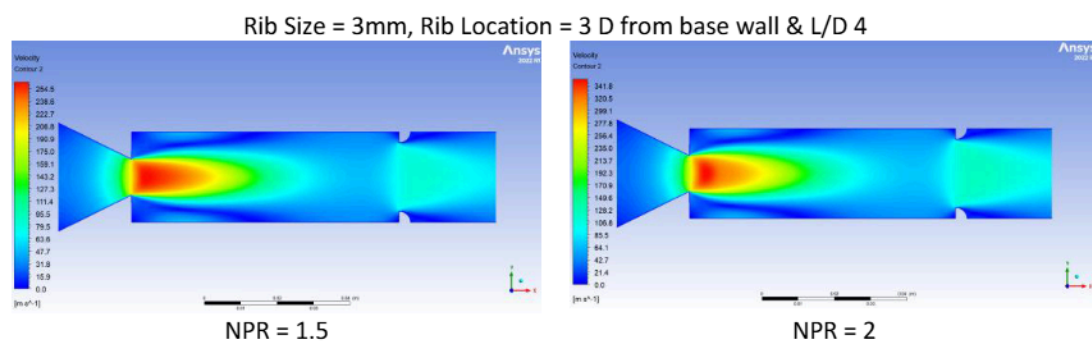 Rib Size = 3mm, Rib Location = 3 D from base wall & L/D 4
Ansys
2022 R1
Velocity
Contour 2
254.5
238.6
222.7
206.8
190.9
175.0
159.1
143.2
127.3
111.4
95.5
79.5
63.6
47.7
31.8
15.9
0.0
[m s^-1]
Ansys
2022 R1
Velocity
Contour 2
341.8
320.5
299.1
277.8
256.4
235.0
213.7
192.3
170.9
149.6
128.2
106.8
85.5
64.1
42.7
21.4
0.0
[m s^-1]
NPR = 1.5
NPR = 2